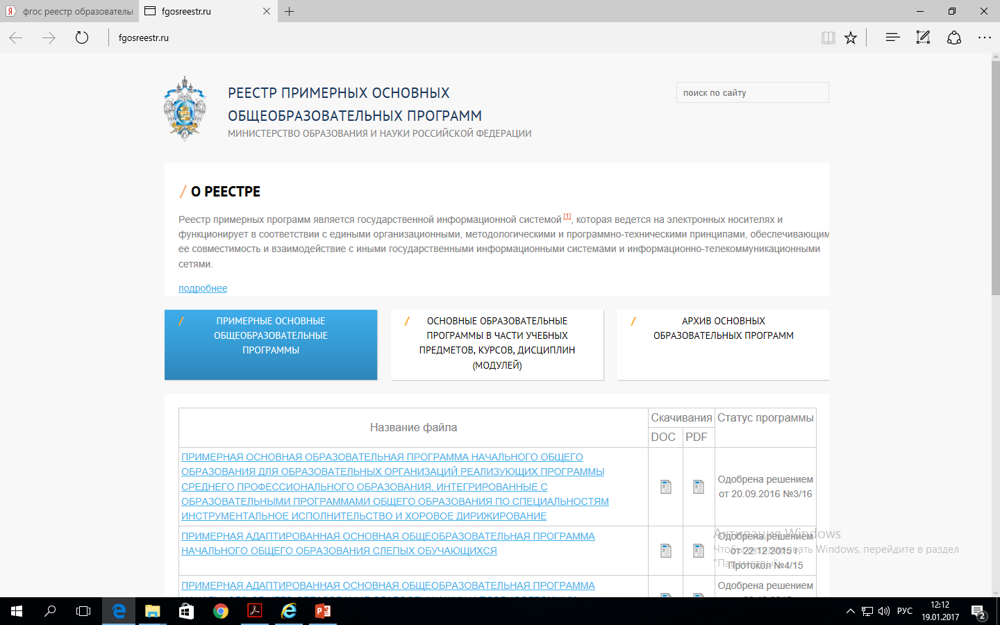 фгос реестр образователы
fgosreestr.ru
fgosreestr.ru
РЕЕСТР ПРИМЕРНЫХ ОСНОВНЫХ
ОБЩЕОБРАЗОВАТЕЛЬНЫХ ПРОГРАММ
МИНИСТЕРСТВО ОБРАЗОВАНИЯ И НАУКИ РОССИЙСКОЙ ФЕДЕРАЦИИ
поиск по сайту
/ О РЕЕСТРЕ
Реестр примерных программ является государственной информационной системой [1], которая ведется на электронных носителях и
функционирует в соответствии с едиными организационными, методологическими и программно-техническими принципами, обеспечивающим
ее совместимость и взаимодействие с иными государственными информационными системами и информационно-телекоммуникационными
сетями.
подробнее
/ ПРИМЕРНЫЕ ОСНОВНЫЕ
ОБЩЕОБРАЗОВАТЕЛЬНЫЕ
ПРОГРАММЫ
/ ОСНОВНЫЕ ОБРАЗОВАТЕЛЬНЫЕ
ПРОГРАММЫ В ЧАСТИ УЧЕБНЫХ
ПРЕДМЕТОВ, КУРСОВ, ДИСЦИПЛИН
(МОДУЛЕЙ)
/ АРХИВ ОСНОВНЫХ
ОБРАЗОВАТЕЛЬНЫХ ПРОГРАММ
Название файла
Скачивания
DOC
PDF
Статус программы
ПРИМЕРНАЯ ОСНОВНАЯ ОБРАЗОВАТЕЛЬНАЯ ПРОГРАММА НАЧАЛЬНОГО ОБЩЕГО
ОБРАЗОВАНИЯ ДЛЯ ОБРАЗОВАТЕЛЬНЫХ ОРГАНИЗАЦИЙ РЕАЛИЗУЮЩИХ ПРОГРАММЫ
СРЕДНЕГО ПРОФЕССИОНАЛЬНОГО ОБРАЗОВАНИЯ, ИНТЕГРИРОВАННЫЕ С
ОБРАЗОВАТЕЛЬНЫМИ ПРОГРАММАМИ ОБЩЕГО ОБРАЗОВАНИЯ ПО СПЕЦИАЛЬНОСТЯМ
ИНСТРУМЕНТАЛЬНОЕ ИСПОЛНИТЕЛЬСТВО И ХОРОВОЕ ДИРИЖИРОВАНИЕ
Одобрена решением
от 20.09.2016 №3/16
ПРИМЕРНАЯ АДАПТИРОВАННАЯ ОСНОВНАЯ ОБЩЕОБРАЗОВАТЕЛЬНАЯ ПРОГРАММА
НАЧАЛЬНОГО ОБЩЕГО ОБРАЗОВАНИЯ СЛЕПЫХ ОБУЧАЮЩИХСЯ
Одобрена решением
от 22.12.2015 г.
Протокол №4/15
Активация Windows
Чтобы активировать Windows, перейдите в раздел
"Параметры".
ПРИМЕРНАЯ АДАПТИРОВАННАЯ ОСНОВНАЯ ОБЩЕОБРАЗОВАТЕЛЬНАЯ ПРОГРАММА
Одобрена решением
РУС
12:12
19.01.2017
2